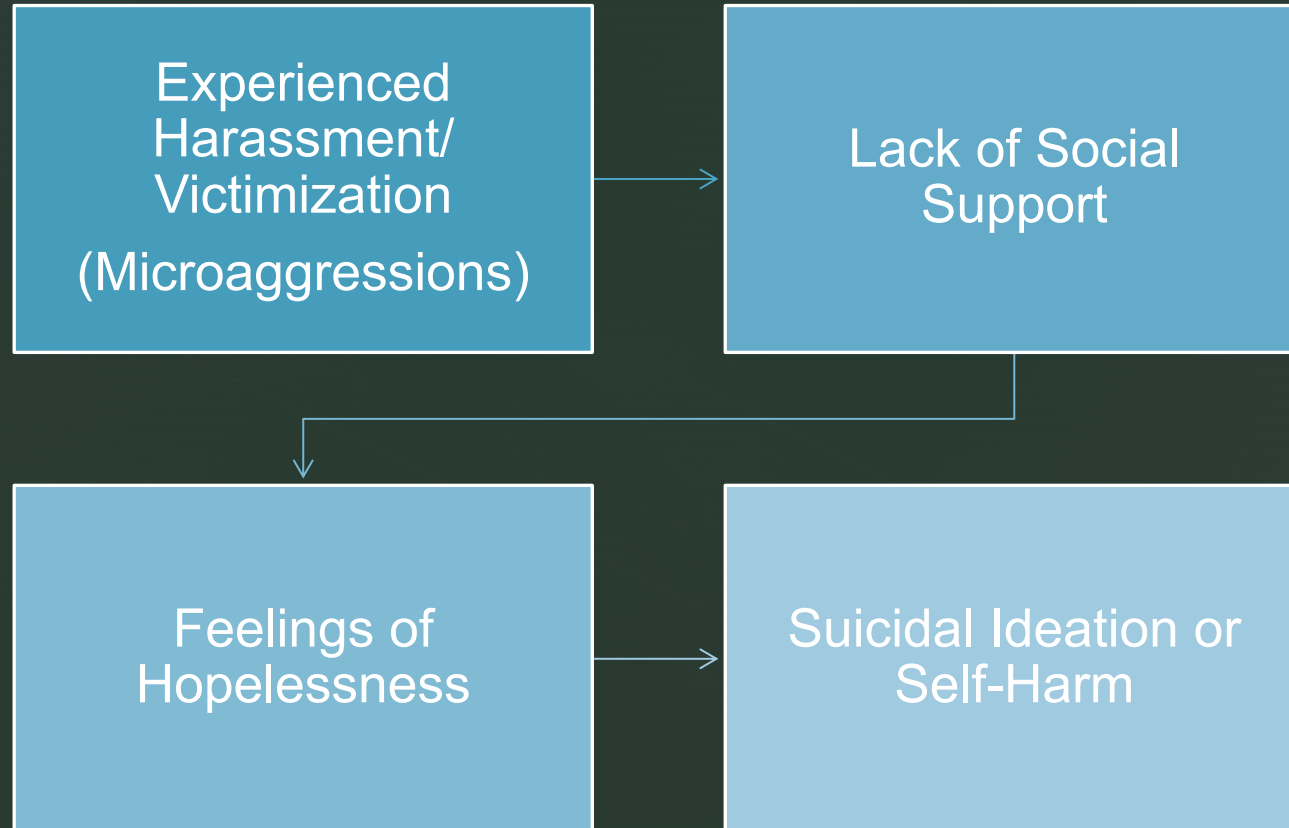 Experienced
Harassment/
Victimization
(Microaggressions)
Lack of Social
Support
Feelings of
Hopelessness
Suicidal Ideation or
Self-Harm